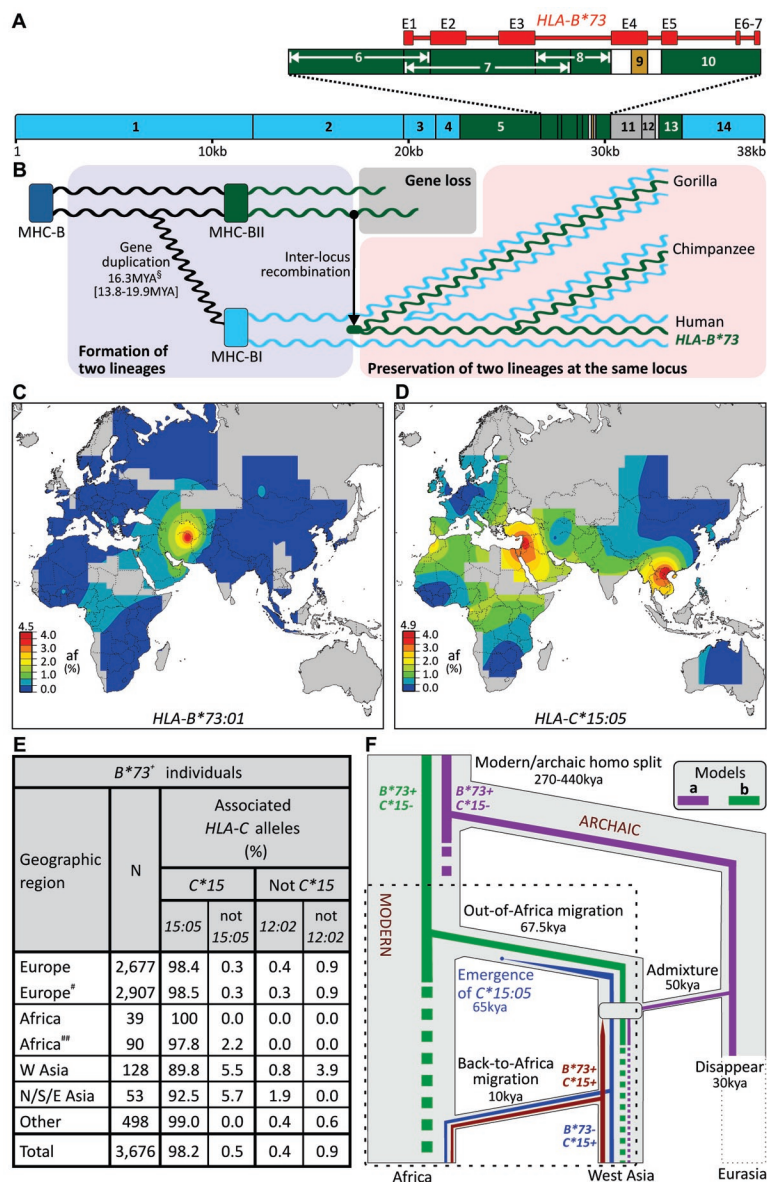 A
E1 E2 E3 HLA-B*73 E4 E5 E6-7
6 7 8 9 10
1 2 3 4 5 11 12 13 14
1 10kb 20kb 30kb 38kb
B
MHC-B
MHC-BII
Gene loss
Gorilla
Gene
duplication
16.3MYA§
[13.8-19.9MYA]
Inter-locus
recombination
Chimpanzee
MHC-BI
Human
HLA-B*73
Formation of
two lineages
Preservation of two lineages at the same locus
C
4.5
4.0
3.0
2.0
1.0
0.0
af
(%)
HLA-B*73:01
D
4.9
4.0
3.0
2.0
1.0
0.0
af
(%)
HLA-C*15:05
E
B*73+ individuals
Geographic
region
N
Associated
HLA-C alleles
(%)
C*15 Not C*15
15:05 not 15:05 12:02 not 12:02
Europe 2,677 98.4 0.3 0.4 0.9
Europe# 2,907 98.5 0.3 0.3 0.9
Africa 39 100 0.0 0.0 0.0
Africa## 90 97.8 2.2 0.0 0.0
W Asia 128 89.8 5.5 0.8 3.9
N/S/E Asia 53 92.5 5.7 1.9 0.0
Other 498 99.0 0.0 0.4 0.6
Total 3,676 98.2 0.5 0.4 0.9
F
Modern/archaic homo split
270-440kya
Models
a b
B*73+
C*15-
B*73+
C*15-
ARCHAIC
MODERN
Out-of-Africa migration
67.5kya
Emergence
of C*15:05
65kya
Admixture
50kya
Back-to-Africa
migration
10kya
B*73+
C*15+
Disappear
30kya
B*73-
C*15+
Africa West Asia Eurasia